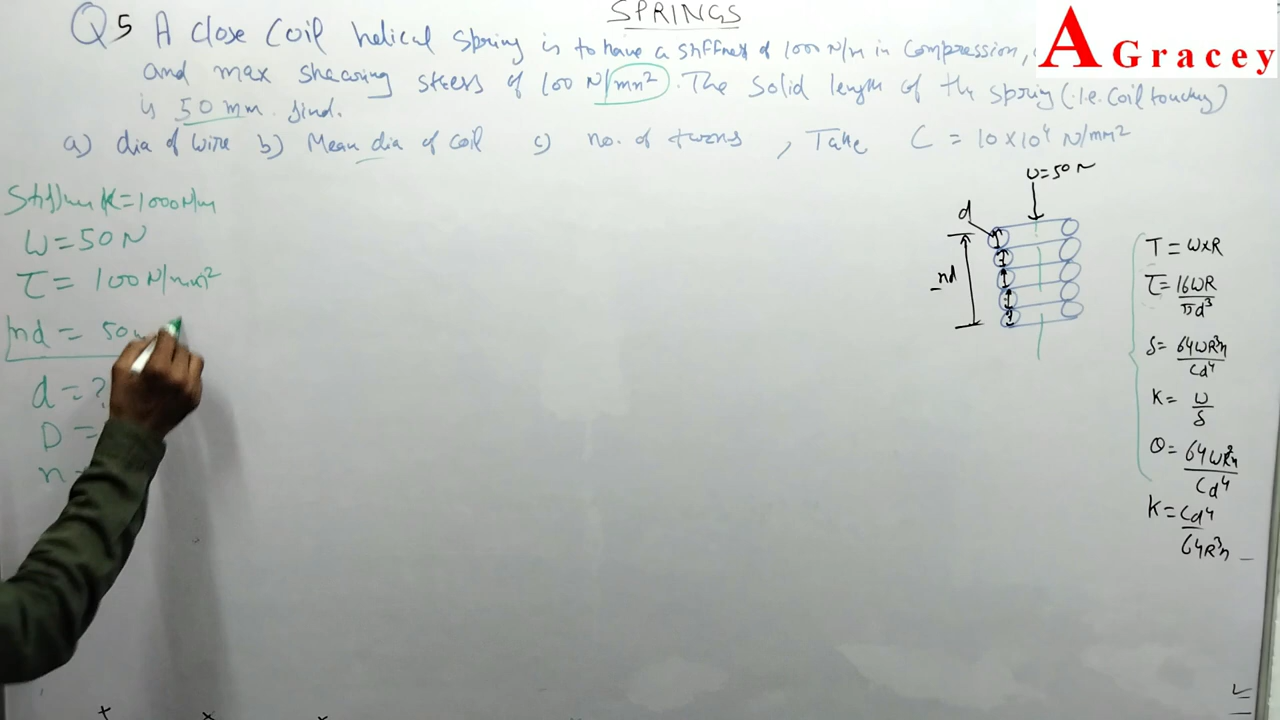 SPRINGS
Q5 A close coil helical spring is to have a stiffness of 1000 N/m in compression,
and max shearing stress of 100 N/mm². The solid length of the spring (i.e. coil touching)
is 50 mm. find.
a) dia of wire b) Mean dia of coil c) no. of turns , Take C = 10×10⁴ N/mm²
A Gracey
Stiffness K = 1000 N/m
W = 50 N
τ = 100 N/mm²
nd = 50
d = ?
D =
n =
W = 50 N
d
nd
T = W×R
τ = 16WR/πd³
δ = 64WR³n/Cd⁴
K = W/δ
θ = 64WR²n/Cd⁴
K = Cd⁴/64R³n